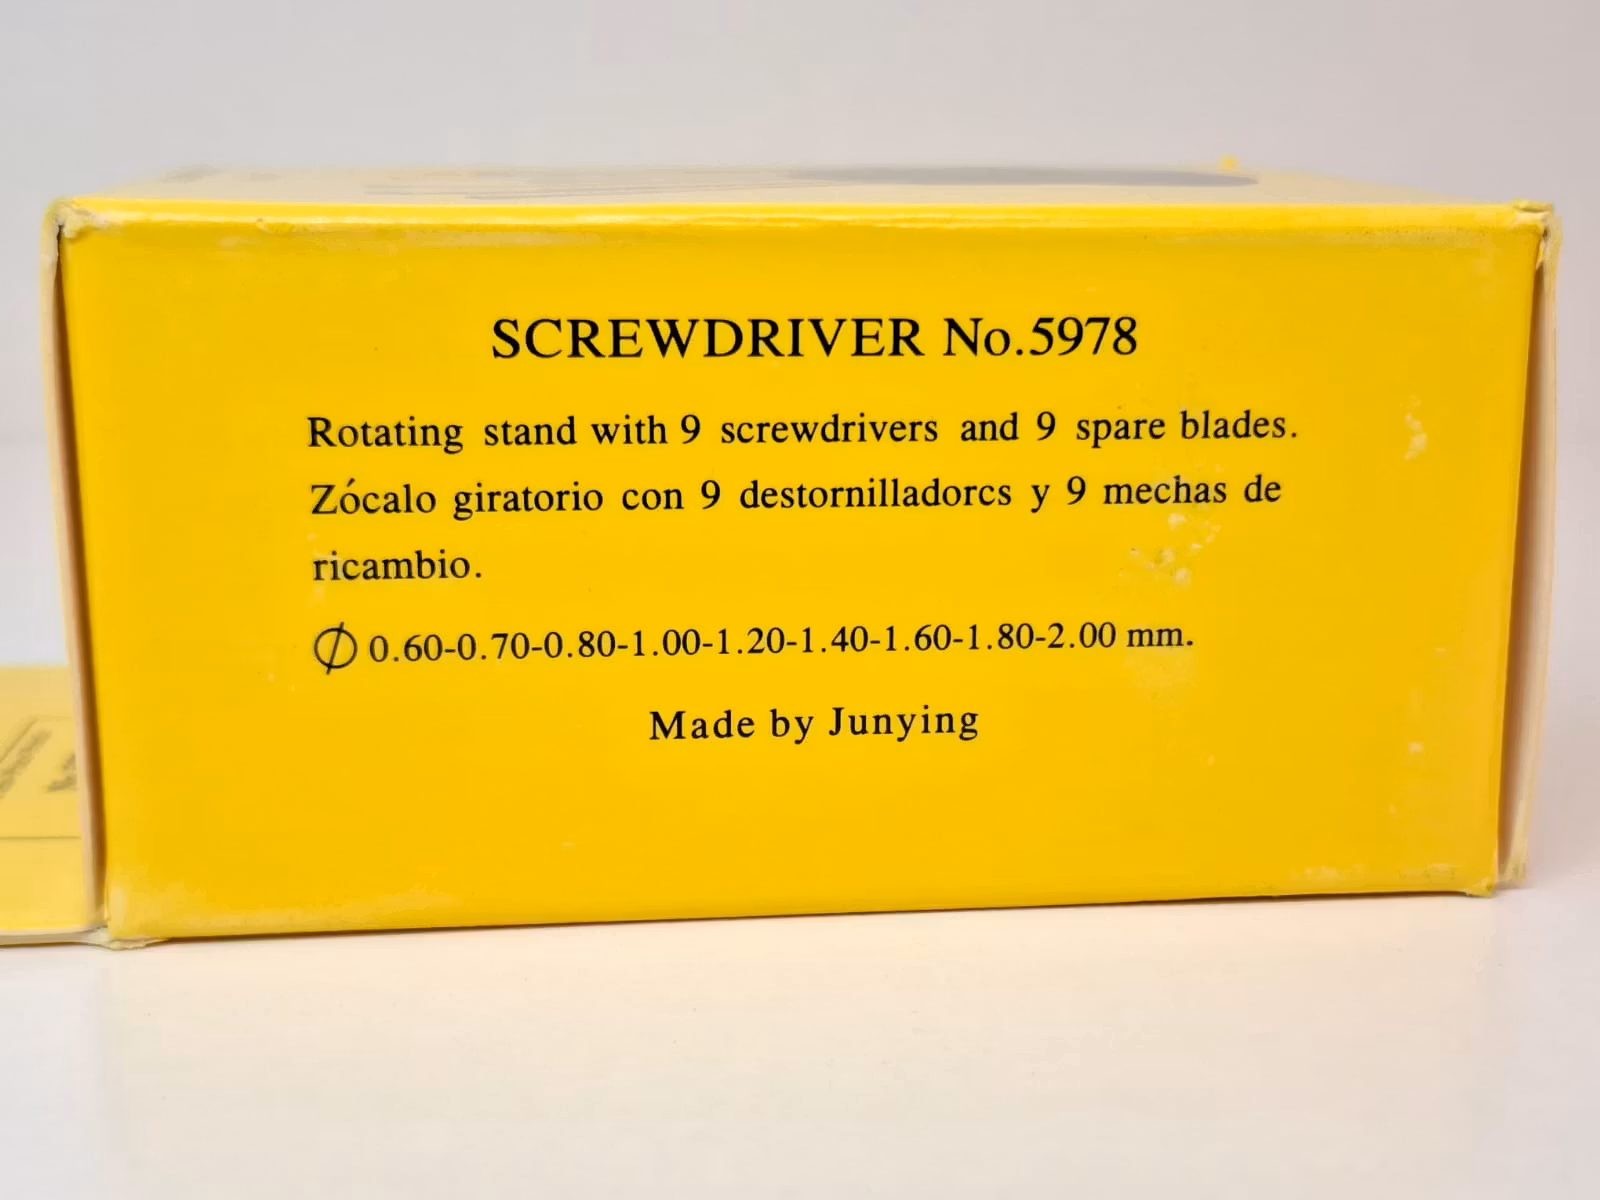 SCREWDRIVER No.5978
Rotating stand with 9 screwdrivers and 9 spare blades.
Zócalo giratorio con 9 destornilladorcs y 9 mechas de
ricambio.
∅ 0.60-0.70-0.80-1.00-1.20-1.40-1.60-1.80-2.00 mm.
Made by Junying